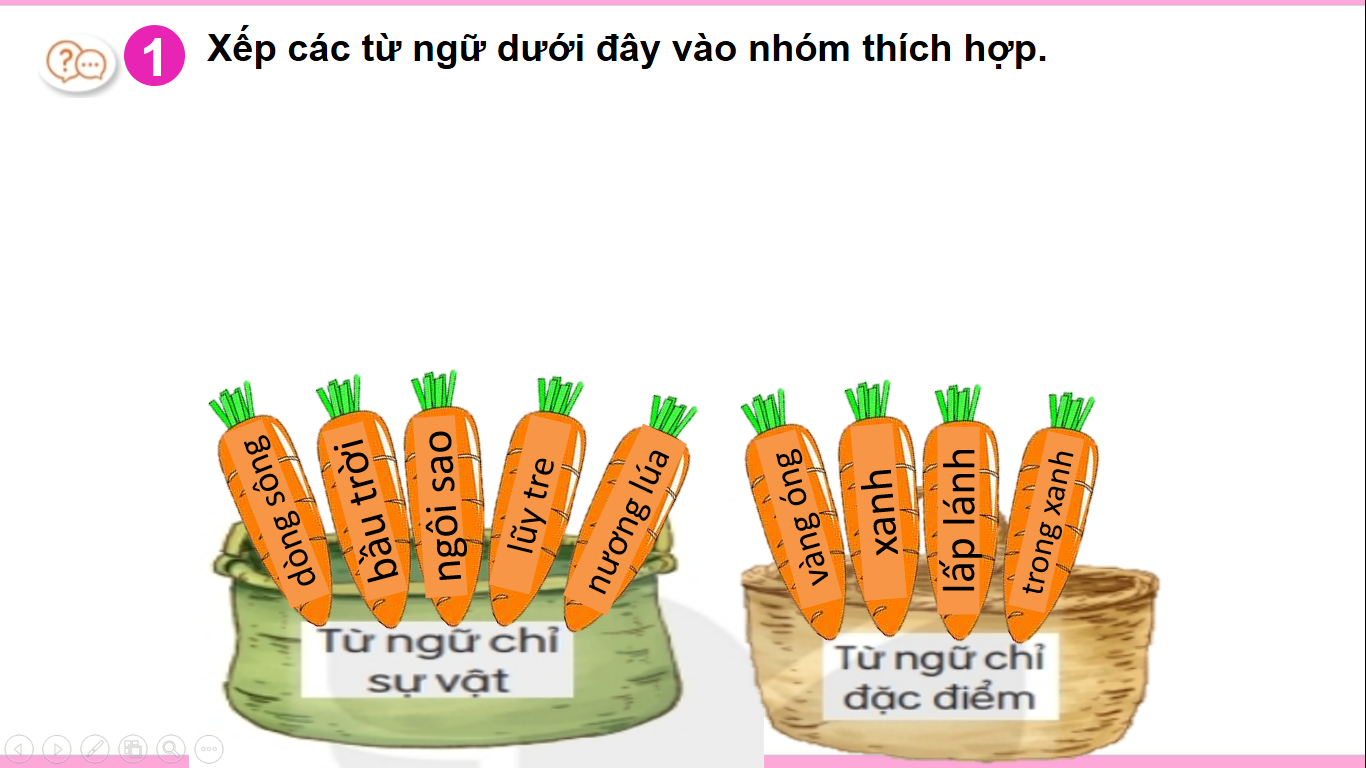 1 Xếp các từ ngữ dưới đây vào nhóm thích hợp.
dòng sông
bầu trời
ngôi sao
lũy tre
nương lúa
vàng óng
xanh
lấp lánh
trong xanh
Từ ngữ chỉ
sự vật
Từ ngữ chỉ
đặc điểm